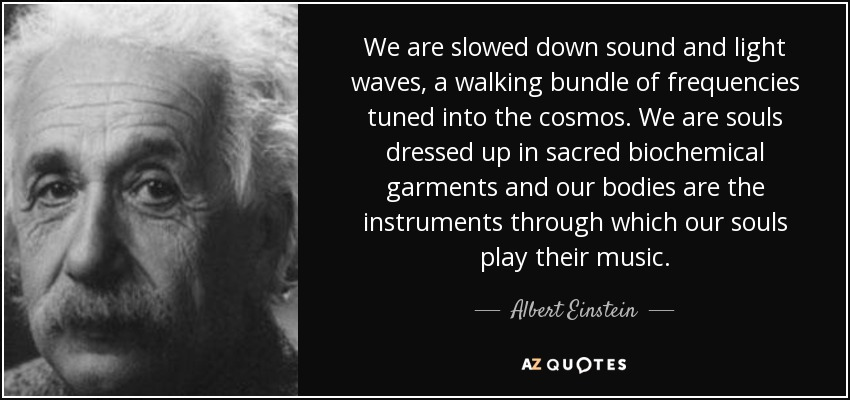 We are slowed down sound and light
waves, a walking bundle of frequencies
tuned into the cosmos. We are souls
dressed up in sacred biochemical
garments and our bodies are the
instruments through which our souls
play their music.
Albert Einstein
AZ QUOTES